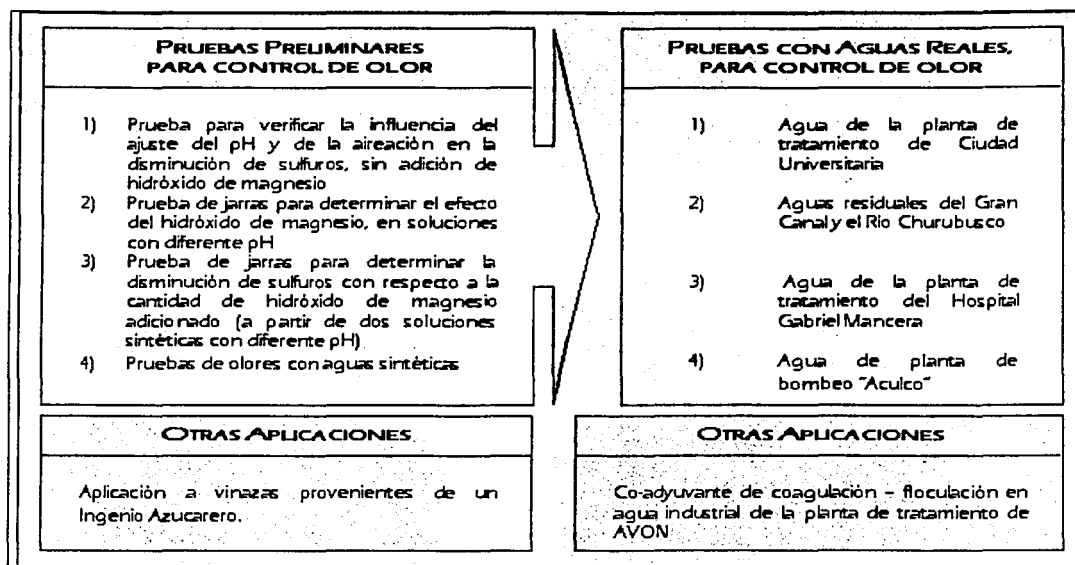 PRUEBAS PRELIMINARES
PARA CONTROL DE OLOR
1) Prueba para verificar la influencia del
ajuste del pH y de la aireación en la
disminución de sulfuros, sin adición de
hidróxido de magnesio
2) Prueba de jarras para determinar el efecto
del hidróxido de magnesio, en soluciones
con diferente pH
3) Prueba de jarras para determinar la
disminución de sulfuros con respecto a la
cantidad de hidróxido de magnesio
adicionado (a partir de dos soluciones
sintéticas con diferente pH)
4) Pruebas de olores con aguas sintéticas
PRUEBAS CON AGUAS REALES,
PARA CONTROL DE OLOR
1) Agua de la planta de
tratamiento de Ciudad
Universitaria
2) Aguas residuales del Gran
Canal y el Río Churubusco
3) Agua de la planta de
tratamiento del Hospital
Gabriel Mancera
4) Agua de planta de
bombeo "Aculco"
OTRAS APLICACIONES
Aplicación a vinazas provenientes de un
Ingenio Azucarero.
OTRAS APLICACIONES
Co-adyuvante de coagulación – floculación en
agua industrial de la planta de tratamiento de
AVON